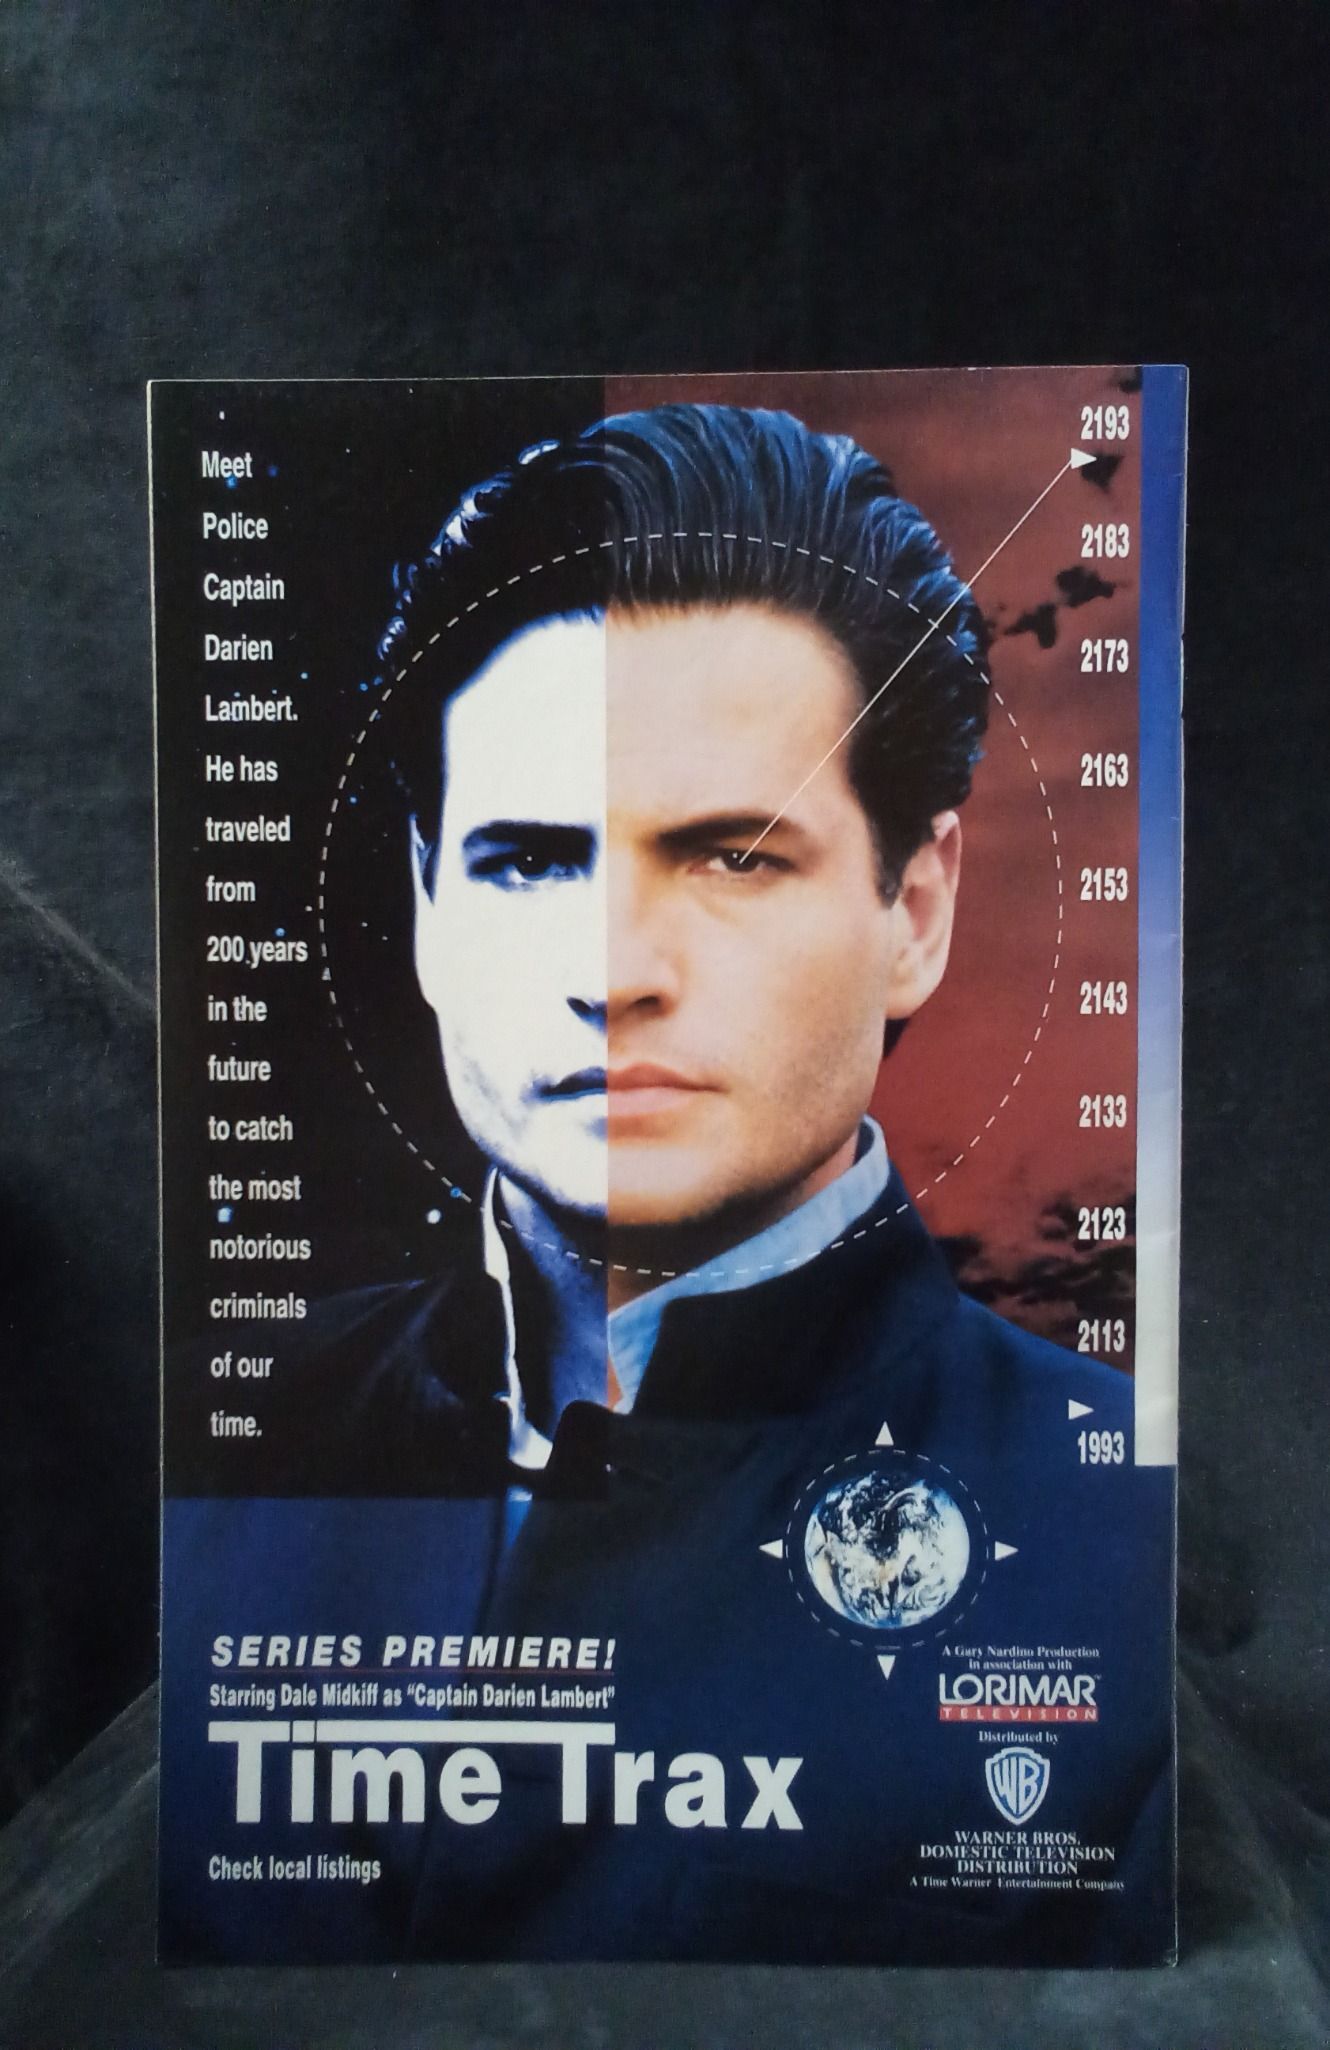 Meet
Police
Captain
Darien
Lambert.
He has
traveled
from
200 years
in the
future
to catch
the most
notorious
criminals
of our
time.
2193
2183
2173
2163
2153
2143
2133
2123
2113
1993
SERIES PREMIERE!
Starring Dale Midkiff as "Captain Darien Lambert"
Time Trax
Check local listings
A Gary Nardino Production
in association with
LORIMAR™
TELEVISION
Distributed by
WB
WARNER BROS.
DOMESTIC TELEVISION
DISTRIBUTION
A Time Warner Entertainment Company